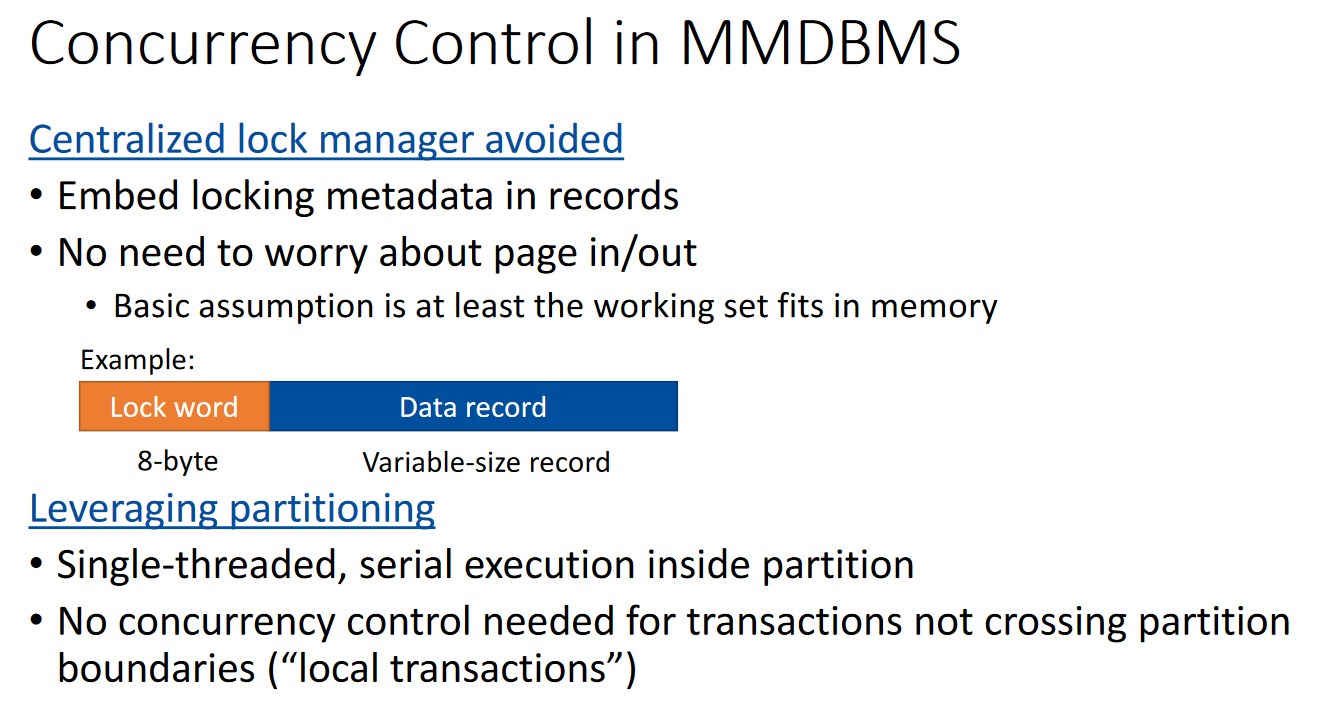 Concurrency Control in MMDBMS
Centralized lock manager avoided
• Embed locking metadata in records
• No need to worry about page in/out
• Basic assumption is at least the working set fits in memory
Example:
Lock word Data record
8-byte Variable-size record
Leveraging partitioning
• Single-threaded, serial execution inside partition
• No concurrency control needed for transactions not crossing partition
boundaries (“local transactions”)